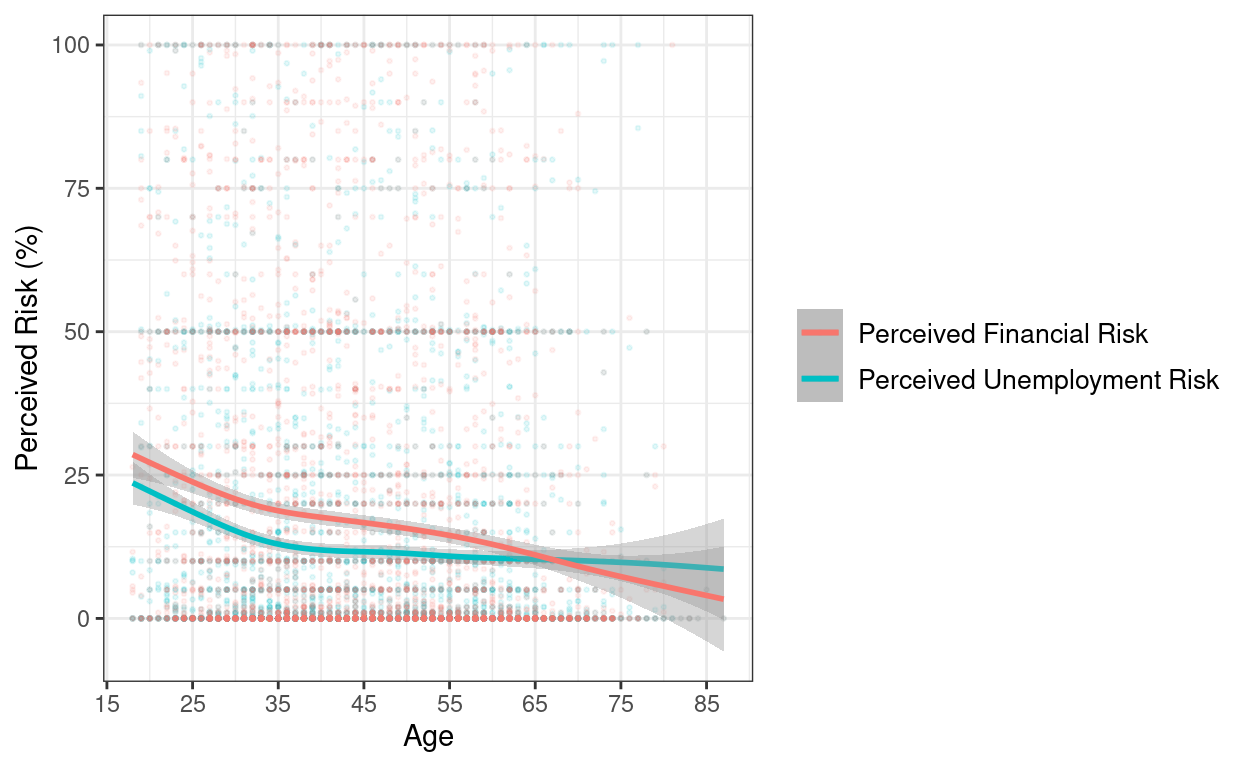 100
75
50
25
0
15 25 35 45 55 65 75 85
Age
Perceived Risk (%)
Perceived Financial Risk
Perceived Unemployment Risk